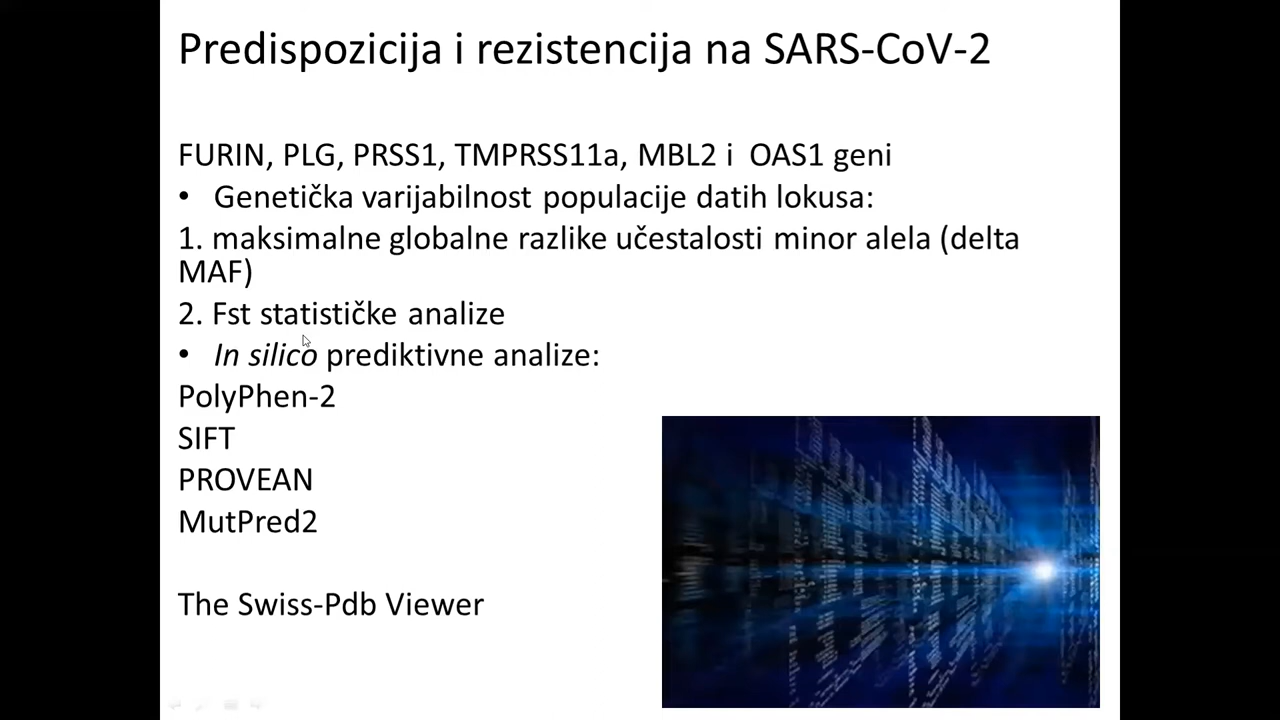 Predispozicija i rezistencija na SARS-CoV-2
FURIN, PLG, PRSS1, TMPRSS11a, MBL2 i OAS1 geni
• Genetička varijabilnost populacije datih lokusa:
1. maksimalne globalne razlike učestalosti minor alela (delta
MAF)
2. Fst statističke analize
• In silico prediktivne analize:
PolyPhen-2
SIFT
PROVEAN
MutPred2
The Swiss-Pdb Viewer